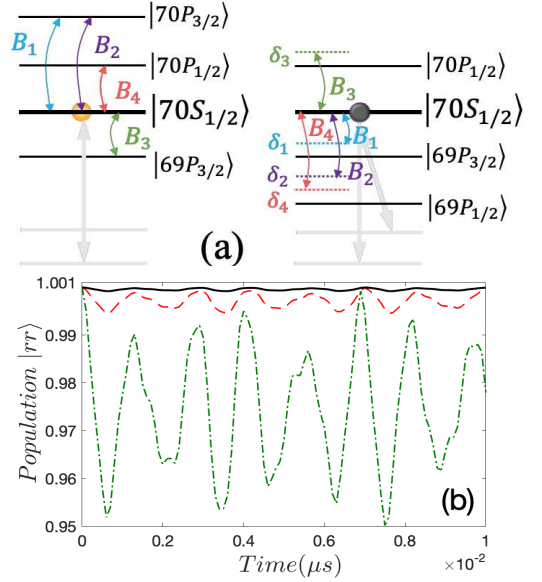 |70P₃/₂⟩
B₁
B₂
|70P₁/₂⟩
B₄
|70S₁/₂⟩
B₃
|69P₃/₂⟩
δ₃
|70P₁/₂⟩
B₃
|70S₁/₂⟩
B₄
δ₁
B₁
|69P₃/₂⟩
δ₂
B₂
δ₄
|69P₁/₂⟩
(a)
1.001
0.99
0.98
0.97
0.96
0.95
Population |rr⟩
(b)
0 0.2 0.4 0.6 0.8 1
Time(μs)
×10⁻²